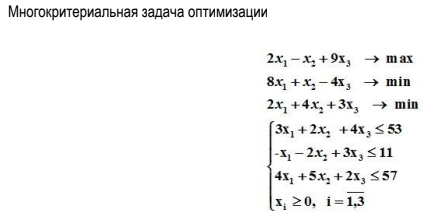 Многокритериальная задача оптимизации
2x₁ − x₂ + 9x₃ → max
8x₁ + x₂ − 4x₃ → min
2x₁ + 4x₂ + 3x₃ → min
3x₁ + 2x₂ + 4x₃ ≤ 53
-x₁ − 2x₂ + 3x₃ ≤ 11
4x₁ + 5x₂ + 2x₃ ≤ 57
xᵢ ≥ 0, i = 1,3